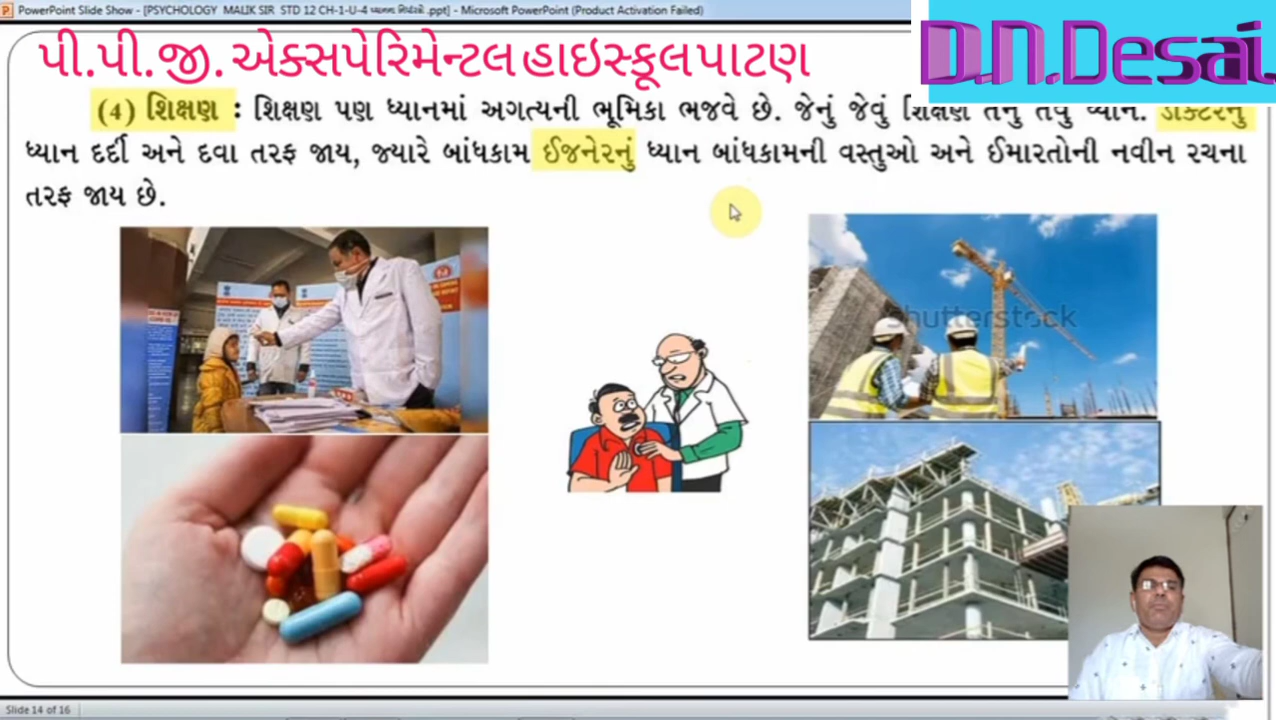 PowerPoint Slide Show - [PSYCHOLOGY MALIK SIR STD 12 CH-1-U-4 ધ્યાનના નિર્ધારકો .ppt] - Microsoft PowerPoint (Product Activation Failed)
D.N.Desai.
પી.પી.જી. એક્સપેરિમેન્ટલ હાઇસ્કૂલ પાટણ
(4) શિક્ષણ : શિક્ષણ પણ ધ્યાનમાં અગત્યની ભૂમિકા ભજવે છે. જેનું જેવું શિક્ષણ તેનું તેવું ધ્યાન. ડૉક્ટરનું
ધ્યાન દર્દી અને દવા તરફ જાય, જ્યારે બાંધકામ ઈજનેરનું ધ્યાન બાંધકામની વસ્તુઓ અને ઈમારતોની નવીન રચના
તરફ જાય છે.
shutterstock
Slide 14 of 16